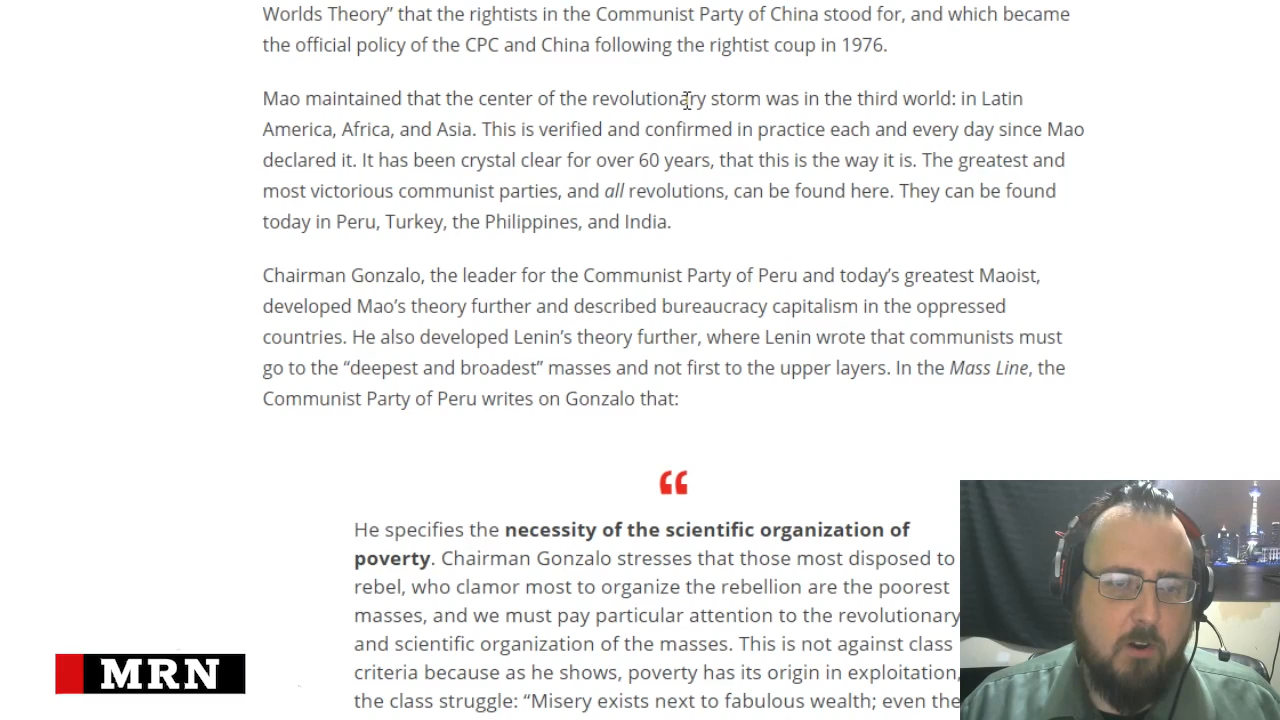 Worlds Theory” that the rightists in the Communist Party of China stood for, and which became
the official policy of the CPC and China following the rightist coup in 1976.
Mao maintained that the center of the revolutionary storm was in the third world: in Latin
America, Africa, and Asia. This is verified and confirmed in practice each and every day since Mao
declared it. It has been crystal clear for over 60 years, that this is the way it is. The greatest and
most victorious communist parties, and all revolutions, can be found here. They can be found
today in Peru, Turkey, the Philippines, and India.
Chairman Gonzalo, the leader for the Communist Party of Peru and today’s greatest Maoist,
developed Mao’s theory further and described bureaucracy capitalism in the oppressed
countries. He also developed Lenin’s theory further, where Lenin wrote that communists must
go to the “deepest and broadest” masses and not first to the upper layers. In the Mass Line, the
Communist Party of Peru writes on Gonzalo that:
“
He specifies the necessity of the scientific organization of
poverty. Chairman Gonzalo stresses that those most disposed to
rebel, who clamor most to organize the rebellion are the poorest
masses, and we must pay particular attention to the revolutionary
and scientific organization of the masses. This is not against class
criteria because as he shows, poverty has its origin in exploitation,
the class struggle: “Misery exists next to fabulous wealth; even the
MRN